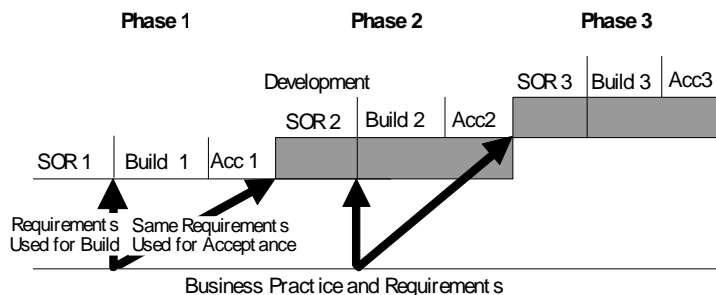 Phase 1 Phase 2 Phase 3
Development
SOR 3 Build 3 Acc3
SOR 2 Build 2 Acc2
SOR 1 Build 1 Acc 1
Requirements Same Requirements
Used for Build Used for Acceptance
Business Practice and Requirements